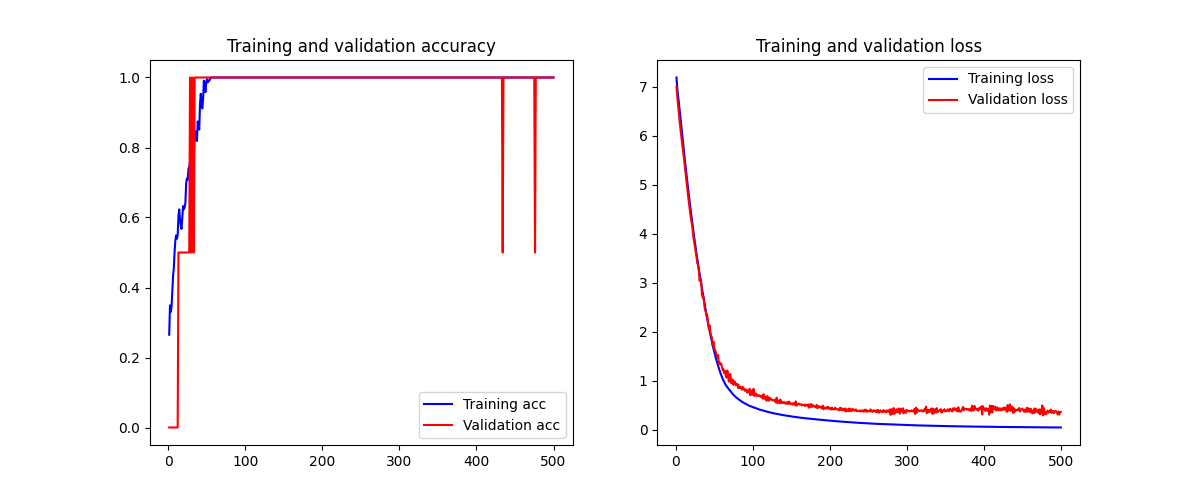 Training and validation accuracy
1.0
0.8
0.6
0.4
0.2
0.0
Training acc
Validation acc
0 100 200 300 400 500
Training and validation loss
Training loss
Validation loss
7
6
5
4
3
2
1
0
0 100 200 300 400 500